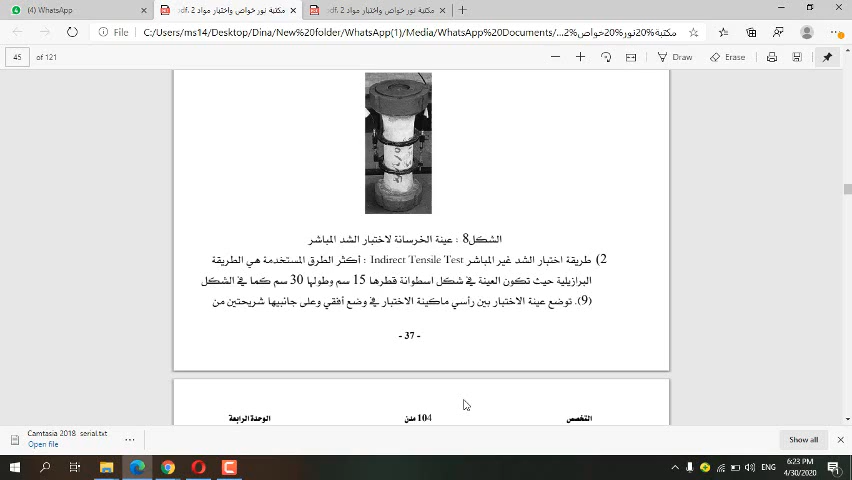 (4) WhatsApp
مكتبة نور خواص واختبار مواد 2 .pdf
مكتبة نور خواص واختبار مواد 2 .pdf
File
C:/Users/ms14/Desktop/Dina/New%20folder/WhatsApp(1)/Media/WhatsApp%20Documents/...2%مكتبة%20نور%20خواص
45 of 121
Draw
Erase
الشكل8 : عينة الخرسانة لاختبار الشد المباشر
2) طريقة اختبار الشد غير المباشر Indirect Tensile Test : أكثر الطرق المستخدمة هي الطريقة
البرازيلية حيث تكون العينة في شكل اسطوانة قطرها 15 سم وطولها 30 سم كما في الشكل
(9). توضع عينة الاختبار بين رأسي ماكينة الاختبار في وضع أفقي وعلى جانبيها شريحتين من
- 37 -
التخصص
104 مدن
الوحدة الرابعة
Camtasia 2018 serial.txt
Open file
Show all
ENG
6:23 PM
4/30/2020